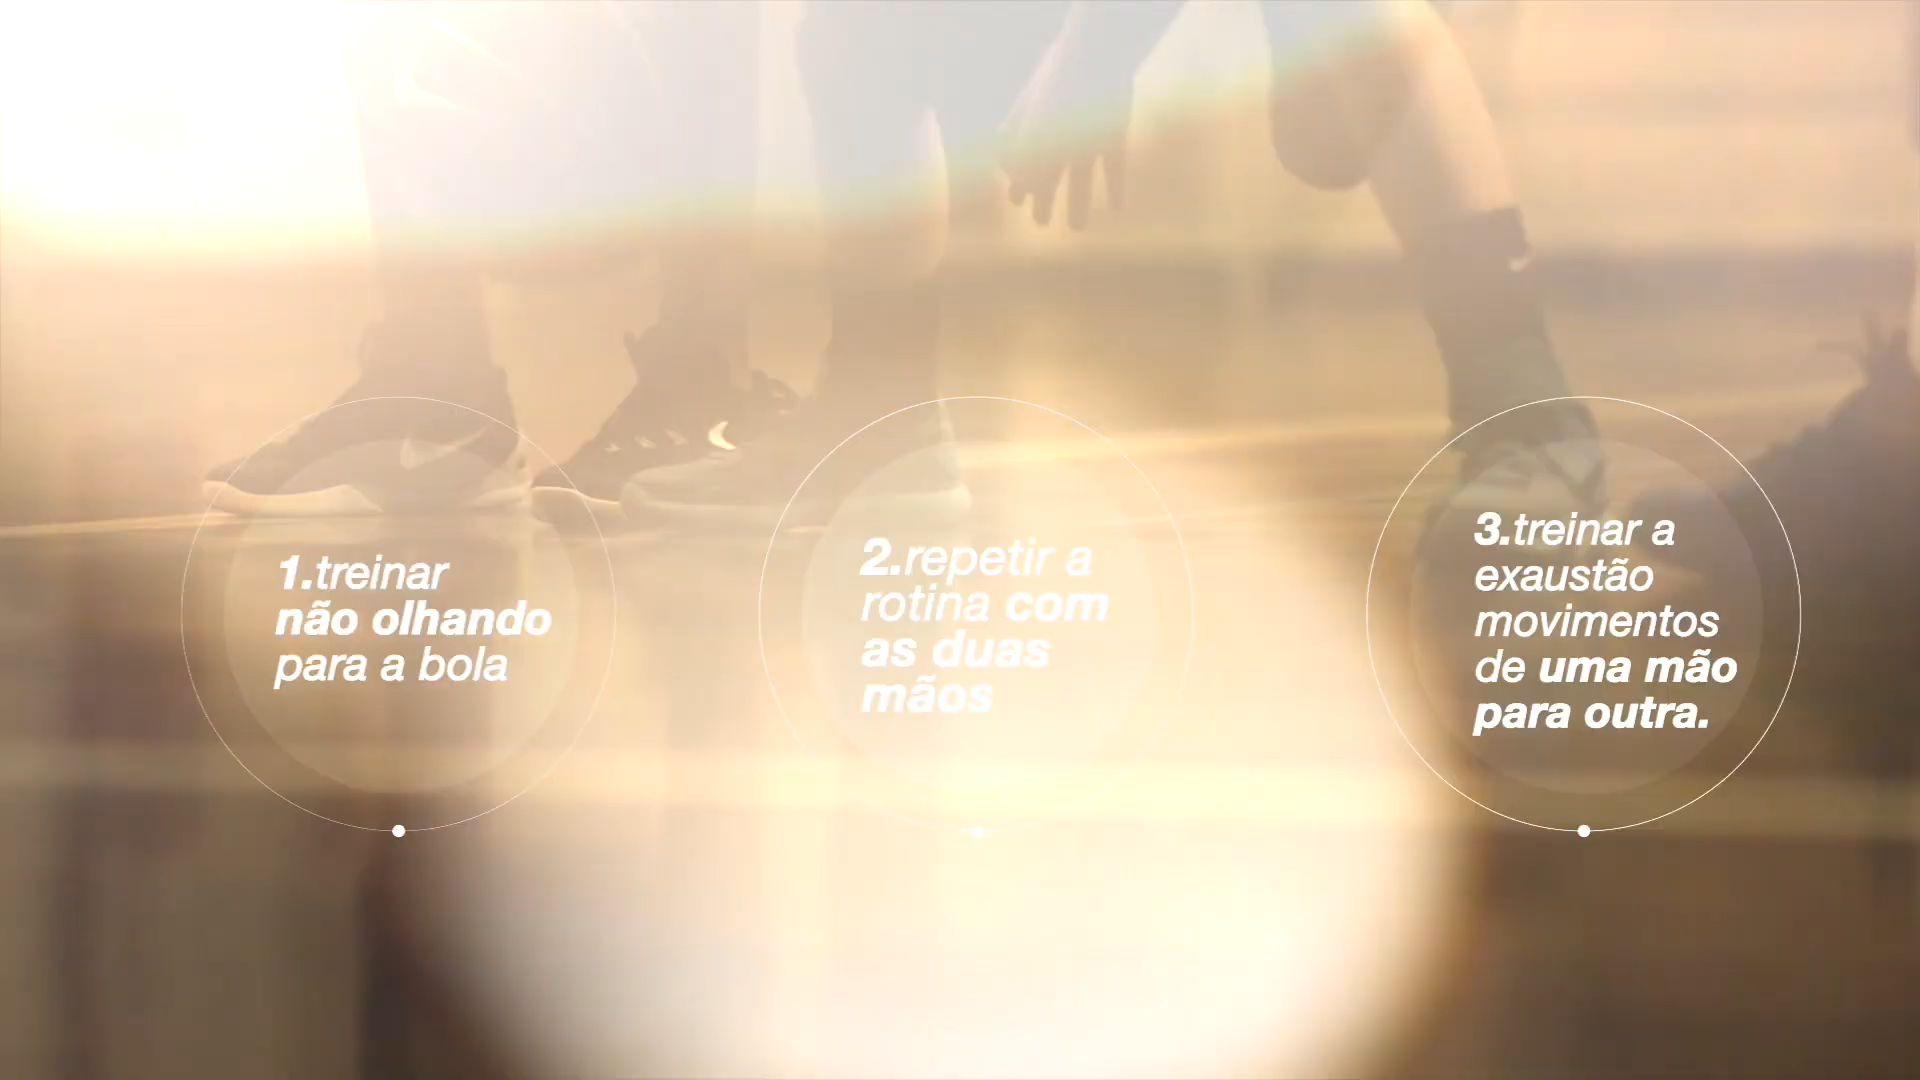 1.treinar
não olhando
para a bola
2.repetir a
rotina com
as duas
mãos
3.treinar a
exaustão
movimentos
de uma mão
para outra.